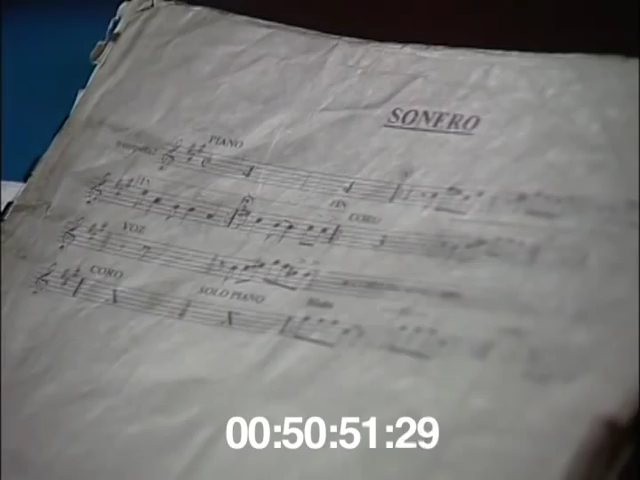 SONERO
PIANO
FIN
CORO
VOZ
CORO
SOLO PIANO
00:50:51:29